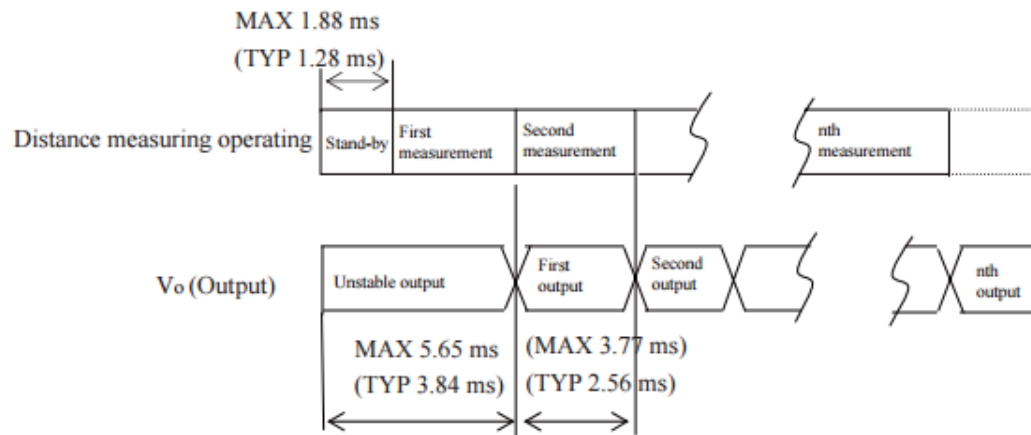 MAX 1.88 ms
(TYP 1.28 ms)
Distance measuring operating
Stand-by
First
measurement
Second
measurement
nth
measurement
Vo (Output)
Unstable output
First
output
Second
output
nth
output
MAX 5.65 ms
(TYP 3.84 ms)
(MAX 3.77 ms)
(TYP 2.56 ms)